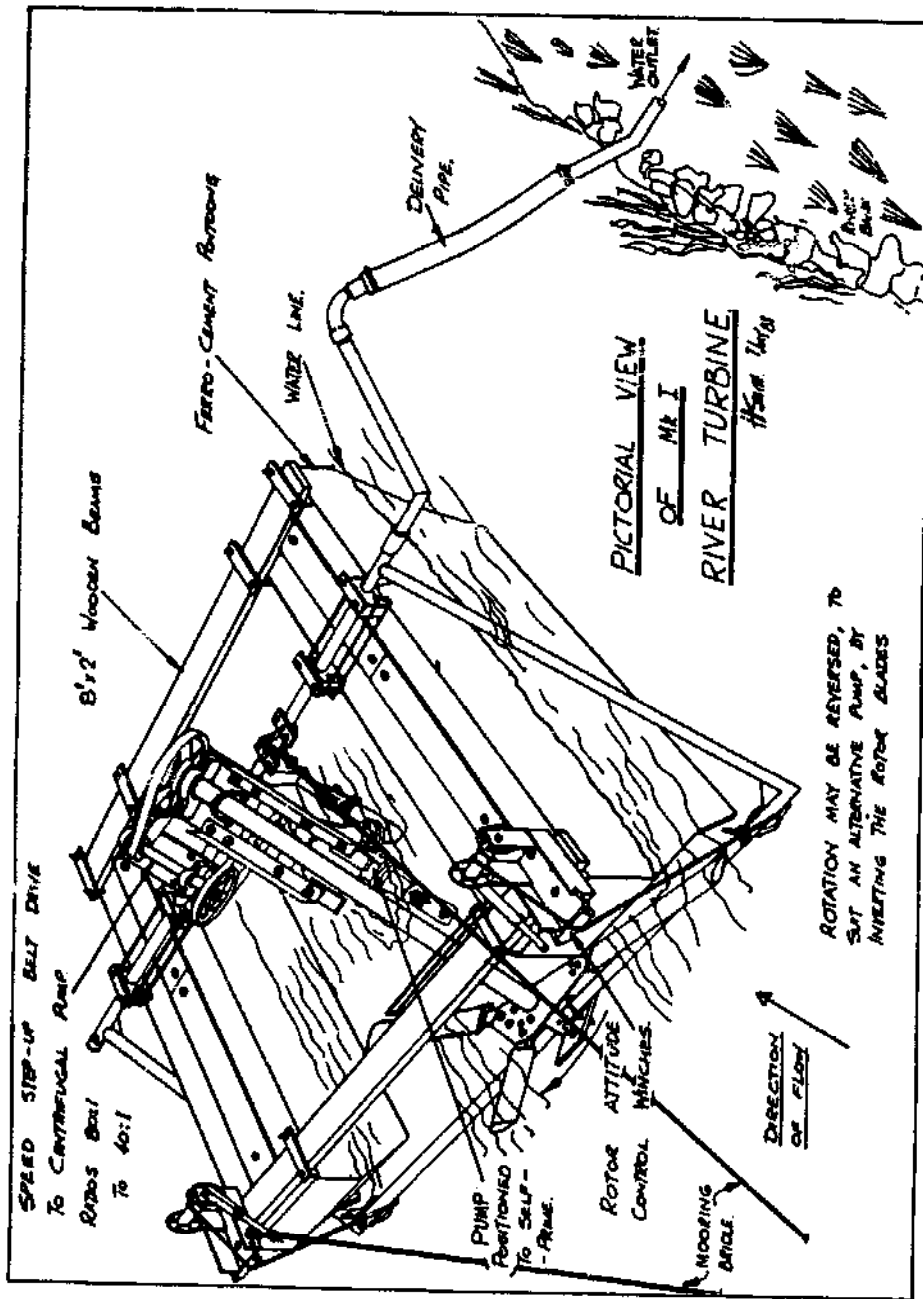 SPEED STEP-UP BELT DRIVE
TO CENTRIFUGAL PUMP.
RATIOS 80:1
TO 40:1
8'x2' WOODEN BEAMS
FERRO-CEMENT PONTOONS
WATER LINE.
DELIVERY
PIPE.
WATER
OUTLET.
RIVER
BANK
PUMP
POSITIONED
TO SELF-
-PRIME.
ROTOR ATTITUDE
CONTROL WINCHES.
MOORING
BRIDLE.
DIRECTION
OF FLOW
ROTATION MAY BE REVERSED, TO
SUIT AN ALTERNATIVE PUMP, BY
INVERTING THE ROTOR BLADES
PICTORIAL VIEW
OF Mk I
RIVER TURBINE